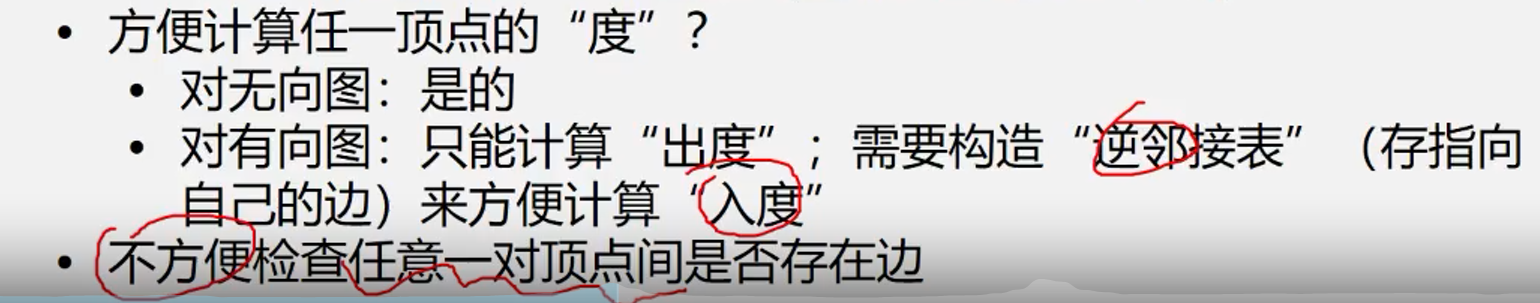 • 方便计算任一顶点的“度”?
• 对无向图:是的
• 对有向图:只能计算“出度”;需要构造“逆邻接表”(存指向
自己的边)来方便计算“入度”
• 不方便检查任意一对顶点间是否存在边